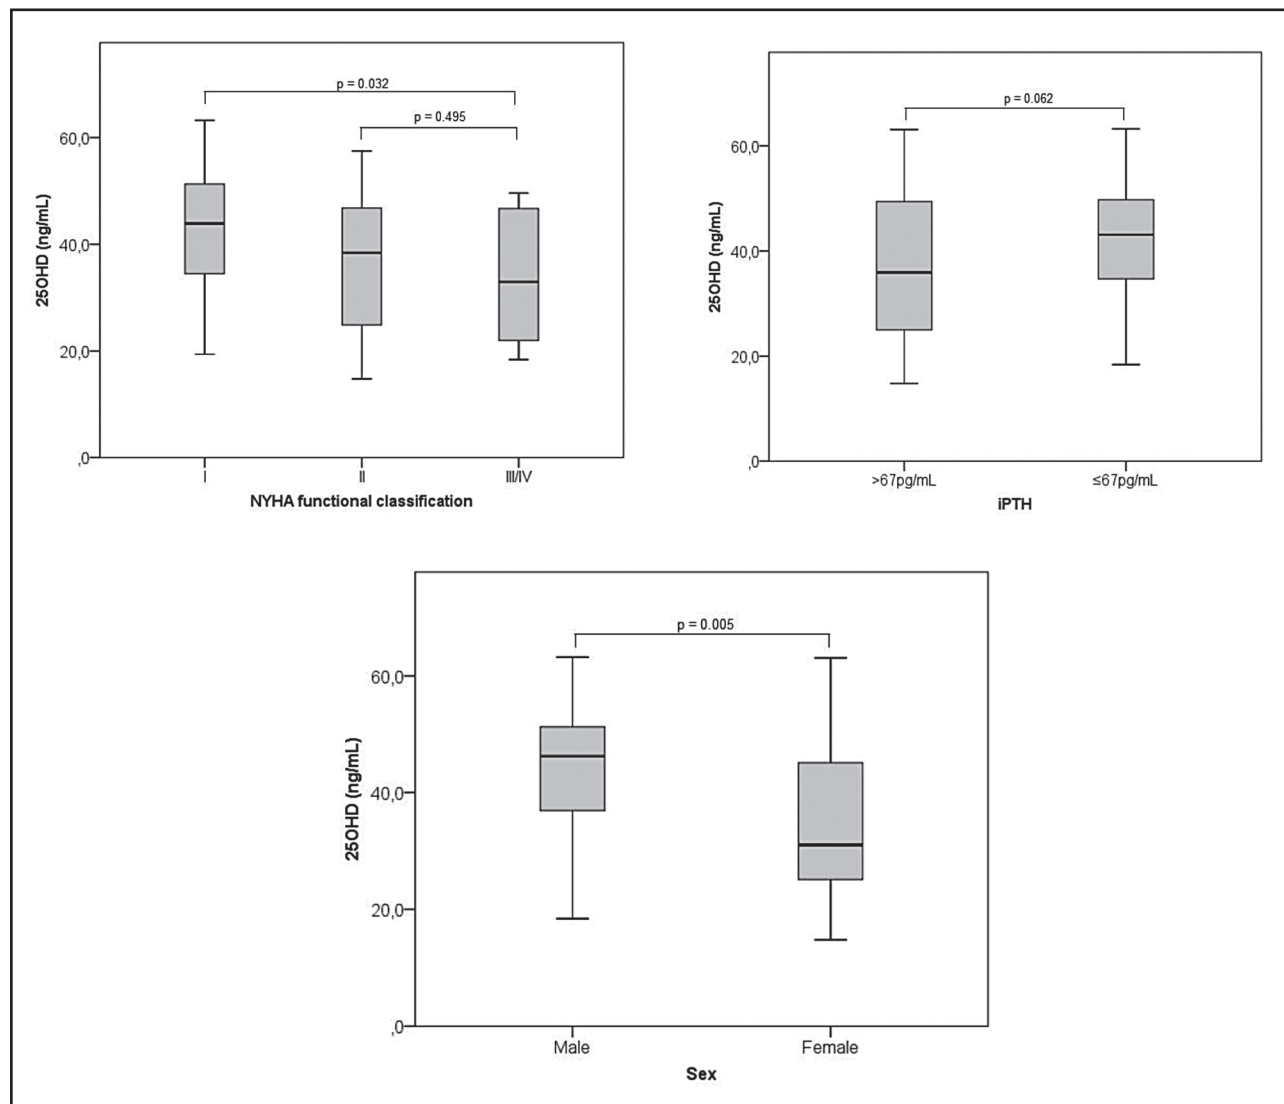 p = 0.032
p = 0.495
60,0
40,0
20,0
,0
25OHD (ng/mL)
I
II
III/IV
NYHA functional classification
p = 0.062
60,0
40,0
20,0
,0
25OHD (ng/mL)
>67pg/mL
≤67pg/mL
iPTH
p = 0.005
60,0
40,0
20,0
,0
25OHD (ng/mL)
Male
Female
Sex